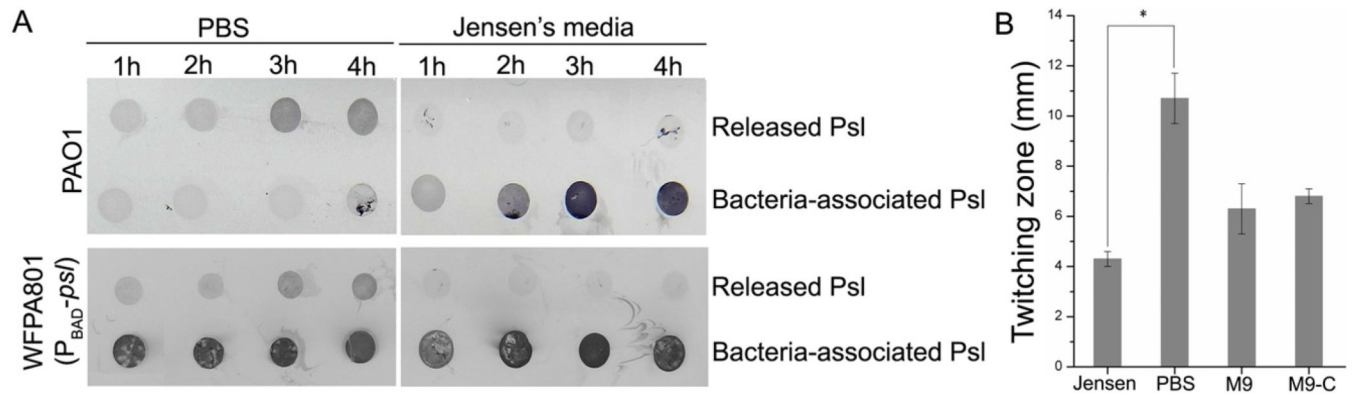 A
PBS
Jensen's media
1h 2h 3h 4h 1h 2h 3h 4h
PAO1
Released Psl
Bacteria-associated Psl
WFPA801
(PBAD-psl)
Released Psl
Bacteria-associated Psl
B
*
Twitching zone (mm)
14
12
10
8
6
4
2
0
Jensen PBS M9 M9-C